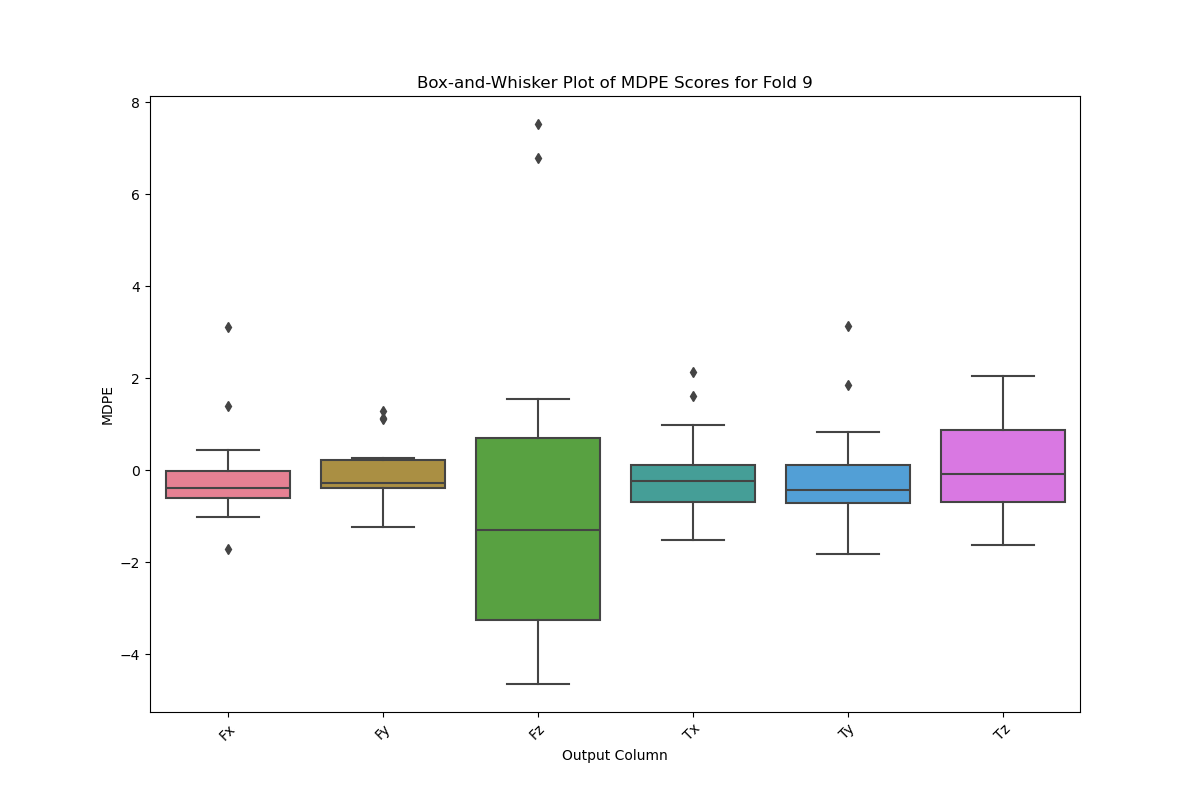 Box-and-Whisker Plot of MDPE Scores for Fold 9
8
6
4
2
0
−2
−4
MDPE
Fx
Fy
Fz
Tx
Ty
Tz
Output Column